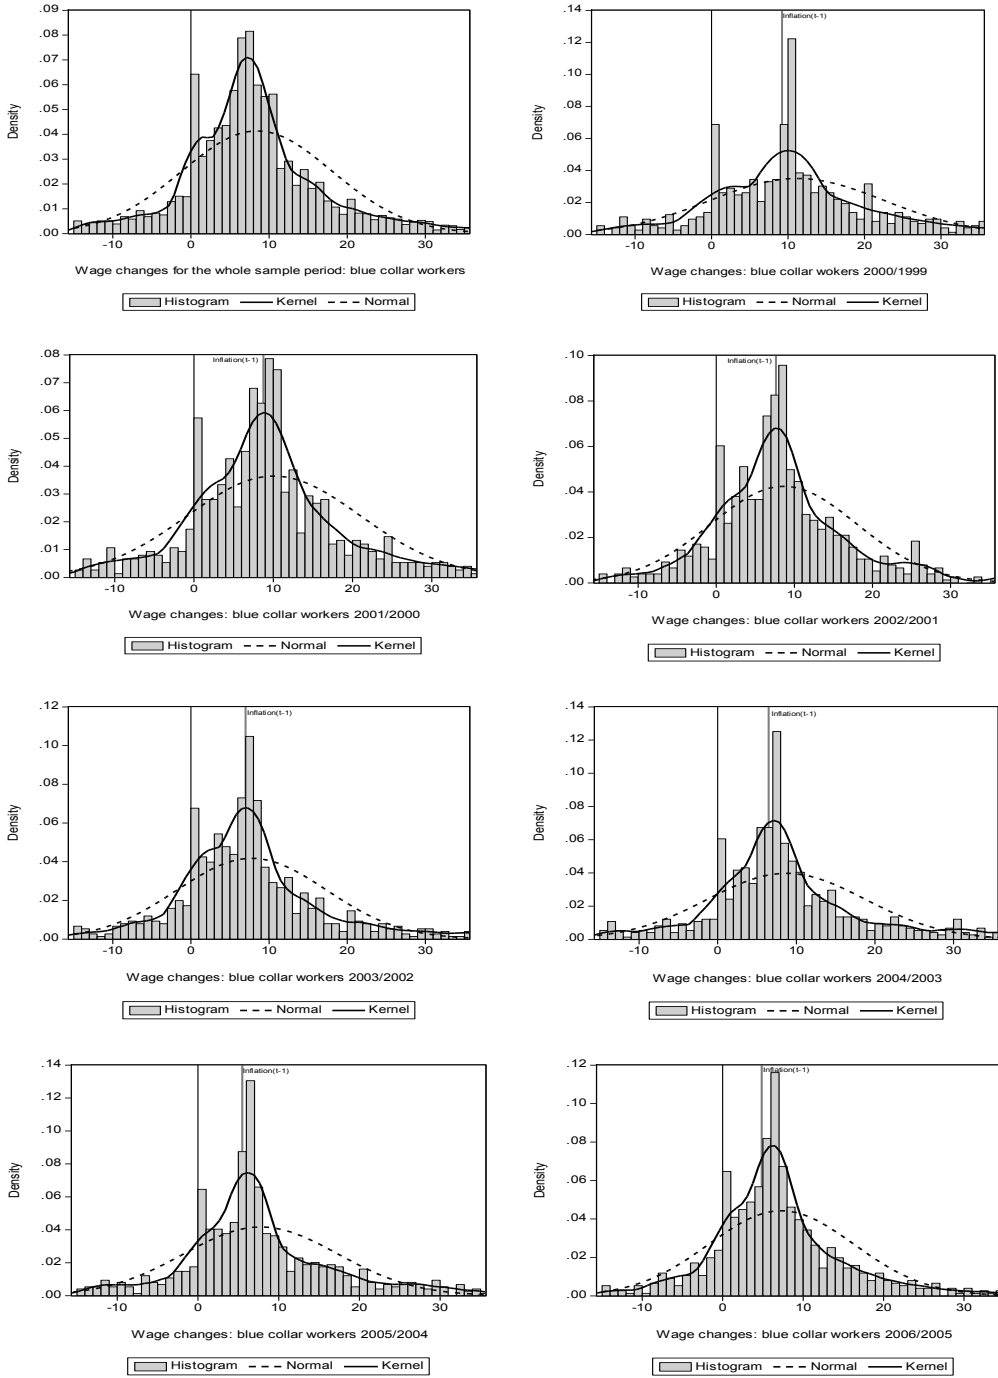 .09
.08
.07
.06
.05
.04
.03
.02
.01
.00
Density
-10 0 10 20 30
Wage changes for the whole sample period: blue collar workers
Histogram Kernel Normal
.14
.12
.10
.08
.06
.04
.02
.00
Density
Inflation(t-1)
-10 0 10 20 30
Wage changes: blue collar wokers 2000/1999
Histogram Normal Kernel
.08
.07
.06
.05
.04
.03
.02
.01
.00
Density
Inflation(t-1)
-10 0 10 20 30
Wage changes: blue collar workers 2001/2000
Histogram Normal Kernel
.10
.08
.06
.04
.02
.00
Density
Inflation(t-1)
-10 0 10 20 30
Wage changes: blue collar workers 2002/2001
Histogram Normal Kernel
.12
.10
.08
.06
.04
.02
.00
Density
Inflation(t-1)
-10 0 10 20 30
Wage changes: blue collar workers 2003/2002
Histogram Normal Kernel
.14
.12
.10
.08
.06
.04
.02
.00
Density
Inflation(t-1)
-10 0 10 20 30
Wage changes: blue collar workers 2004/2003
Histogram Normal Kernel
.14
.12
.10
.08
.06
.04
.02
.00
Density
Inflation(t-1)
-10 0 10 20 30
Wage changes: blue collar workers 2005/2004
Histogram Normal Kernel
.12
.10
.08
.06
.04
.02
.00
Density
Inflation(t-1)
-10 0 10 20 30
Wage changes: blue collar workers 2006/2005
Histogram Normal Kernel